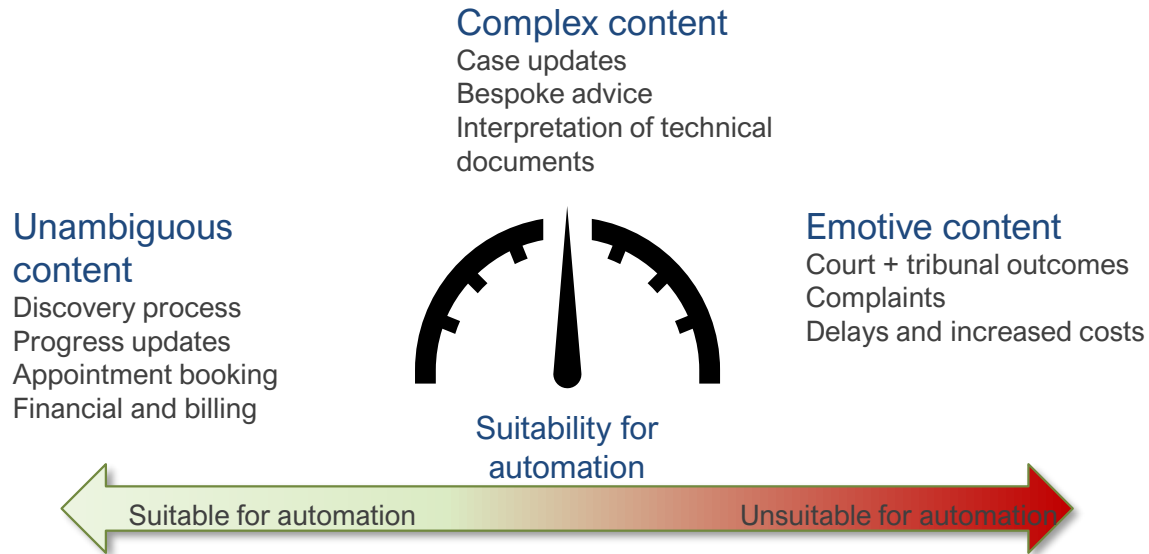 Complex content
Case updates
Bespoke advice
Interpretation of technical
documents
Unambiguous
content
Discovery process
Progress updates
Appointment booking
Financial and billing
Emotive content
Court + tribunal outcomes
Complaints
Delays and increased costs
Suitability for
automation
Suitable for automation
Unsuitable for automation